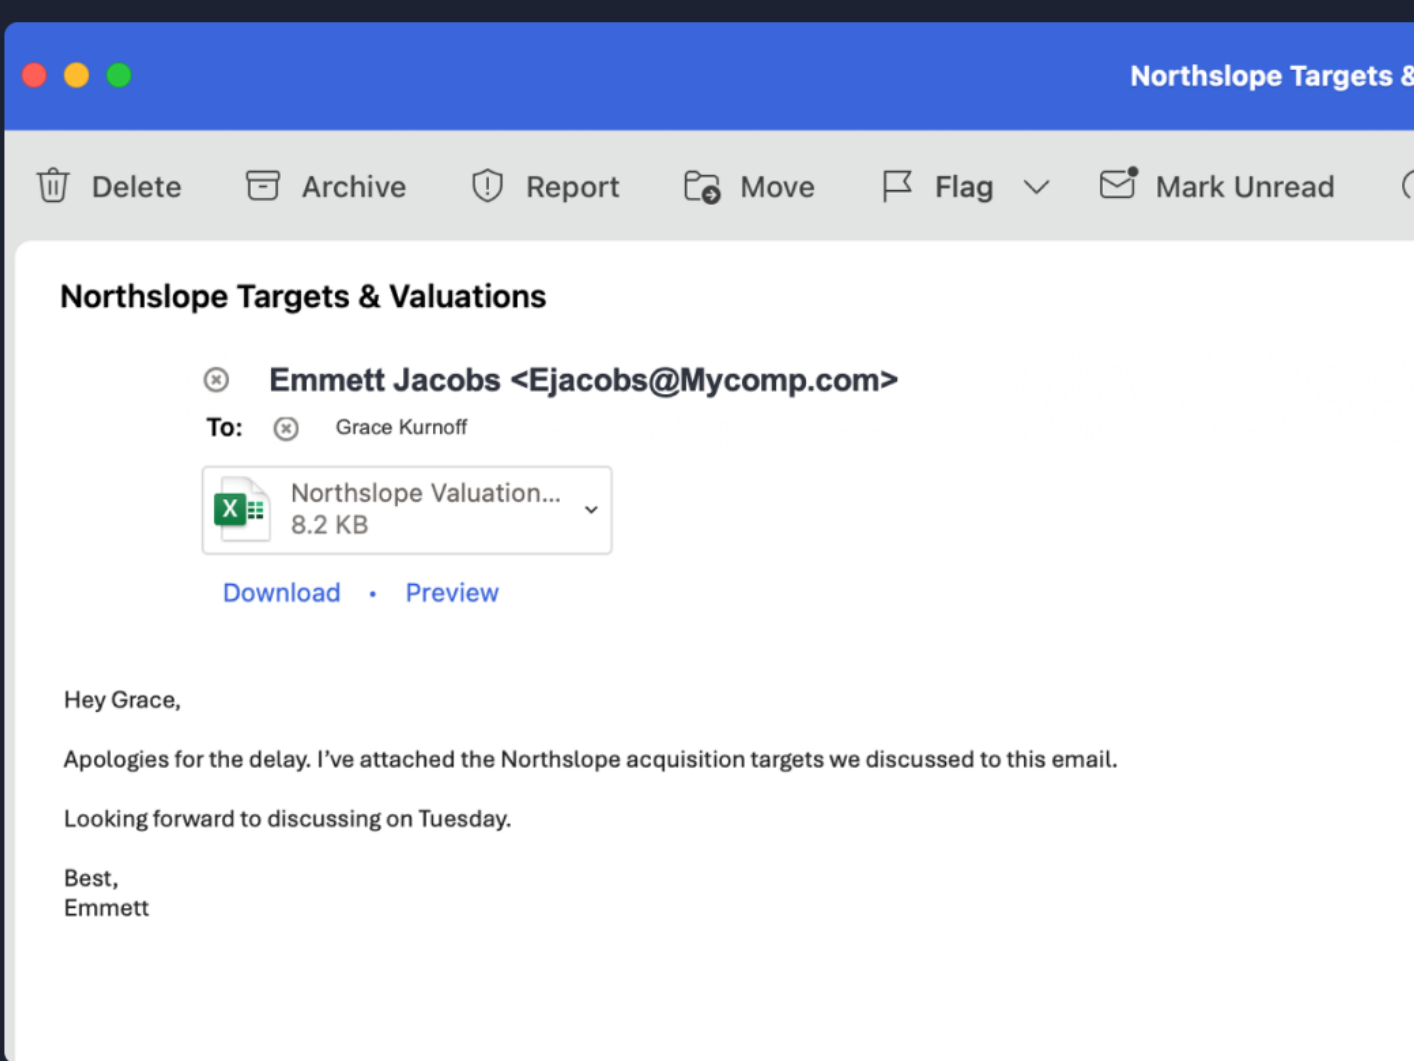 Northslope Targets &
Delete Archive Report Move Flag Mark Unread
Northslope Targets & Valuations
Emmett Jacobs <Ejacobs@Mycomp.com>
To: Grace Kurnoff
X
Northslope Valuation...
8.2 KB
Download • Preview
Hey Grace,
Apologies for the delay. I’ve attached the Northslope acquisition targets we discussed to this email.
Looking forward to discussing on Tuesday.
Best,
Emmett